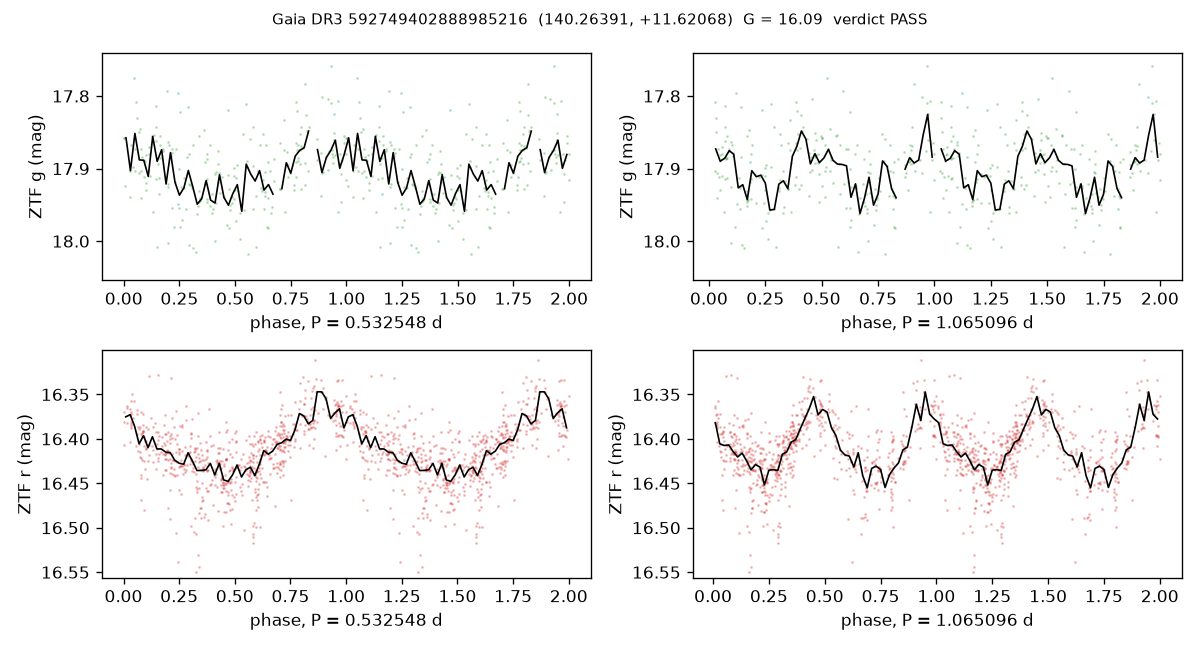 Gaia DR3 592749402888985216  (140.26391, +11.62068)  G = 16.09  verdict PASS
ZTF g (mag)
17.8
17.9
18.0
0.00 0.25 0.50 0.75 1.00 1.25 1.50 1.75 2.00
phase, P = 0.532548 d
ZTF g (mag)
17.8
17.9
18.0
0.00 0.25 0.50 0.75 1.00 1.25 1.50 1.75 2.00
phase, P = 1.065096 d
ZTF r (mag)
16.35
16.40
16.45
16.50
16.55
0.00 0.25 0.50 0.75 1.00 1.25 1.50 1.75 2.00
phase, P = 0.532548 d
ZTF r (mag)
16.35
16.40
16.45
16.50
16.55
0.00 0.25 0.50 0.75 1.00 1.25 1.50 1.75 2.00
phase, P = 1.065096 d